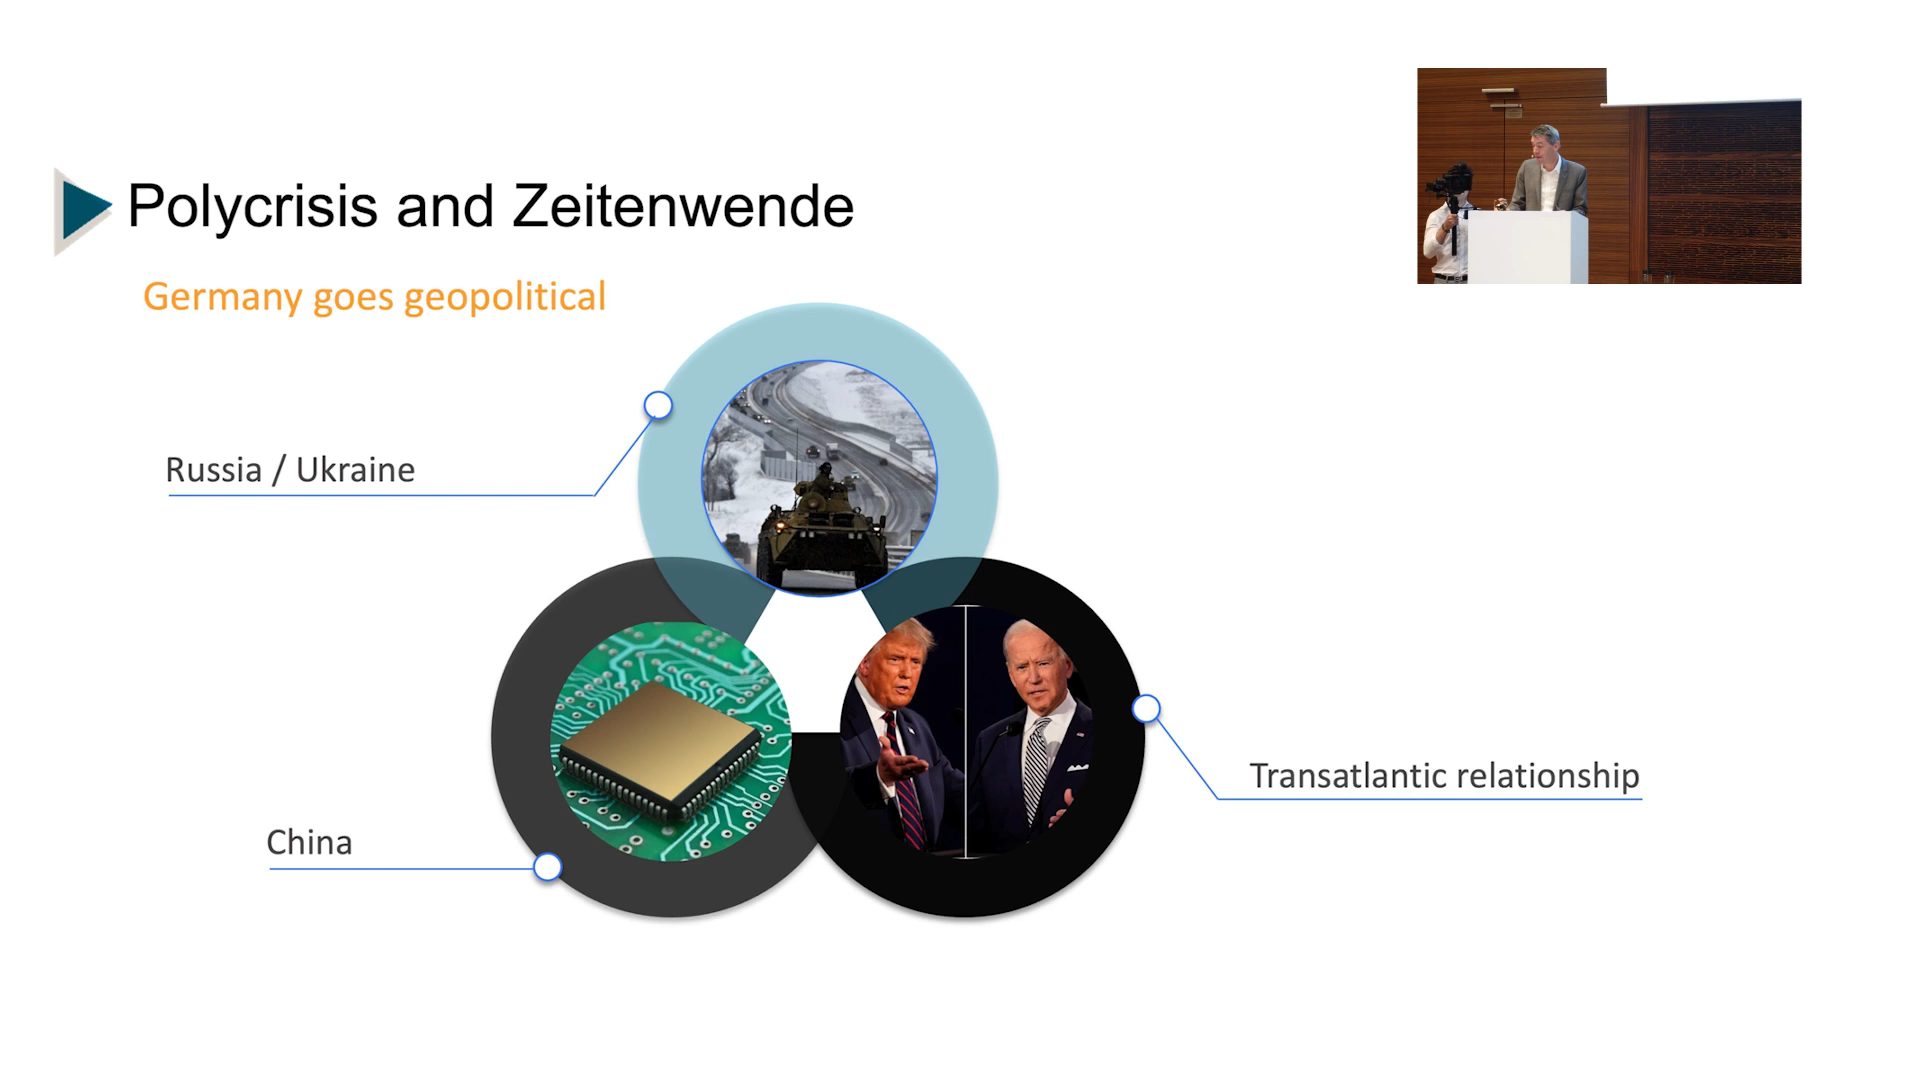 Polycrisis and Zeitenwende
Germany goes geopolitical
Russia / Ukraine
Transatlantic relationship
China